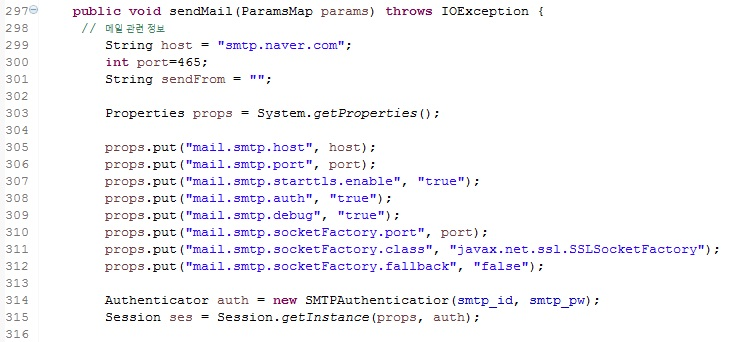 297 public void sendMail(ParamsMap params) throws IOException {
298 // 메일 관련 정보
299 String host = "smtp.naver.com";
300 int port=465;
301 String sendFrom = "";
302
303 Properties props = System.getProperties();
304
305 props.put("mail.smtp.host", host);
306 props.put("mail.smtp.port", port);
307 props.put("mail.smtp.starttls.enable", "true");
308 props.put("mail.smtp.auth", "true");
309 props.put("mail.smtp.debug", "true");
310 props.put("mail.smtp.socketFactory.port", port);
311 props.put("mail.smtp.socketFactory.class", "javax.net.ssl.SSLSocketFactory");
312 props.put("mail.smtp.socketFactory.fallback", "false");
313
314 Authenticator auth = new SMTPAuthenticatior(smtp_id, smtp_pw);
315 Session ses = Session.getInstance(props, auth);
316